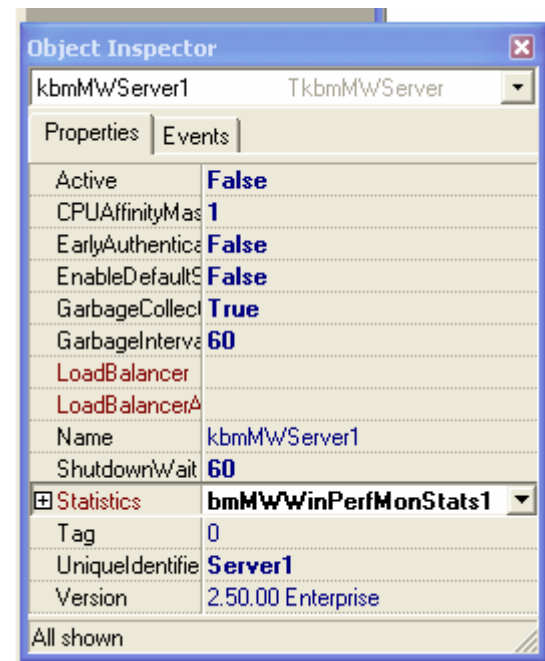 Object Inspector
kbmMWServer1 TkbmMWServer
Properties Events
Active False
CPUAffinityMas 1
EarlyAuthentica False
EnableDefaultS False
GarbageCollect True
GarbageInterva 60
LoadBalancer
LoadBalancerA
Name kbmMWServer1
ShutdownWait 60
Statistics bmMWWinPerfMonStats1
Tag 0
UniqueIdentifie Server1
Version 2.50.00 Enterprise
All shown